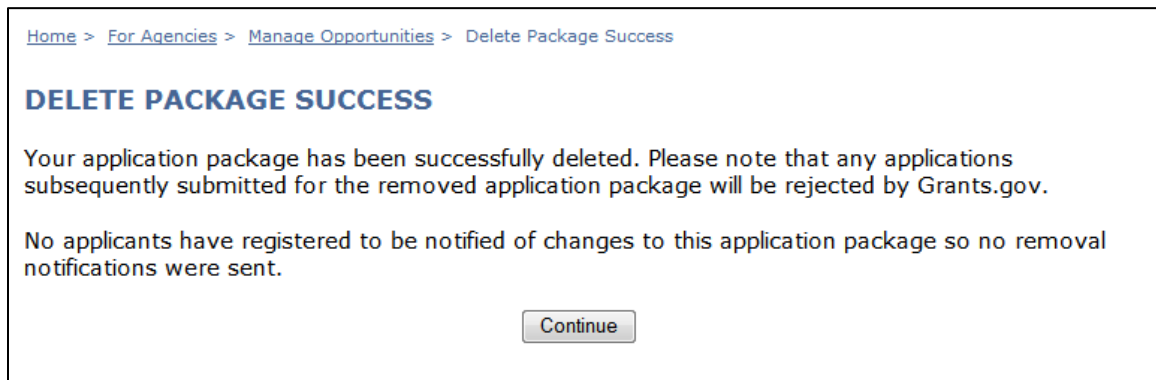 Home > For Agencies > Manage Opportunities > Delete Package Success
DELETE PACKAGE SUCCESS
Your application package has been successfully deleted. Please note that any applications
subsequently submitted for the removed application package will be rejected by Grants.gov.
No applicants have registered to be notified of changes to this application package so no removal
notifications were sent.
Continue